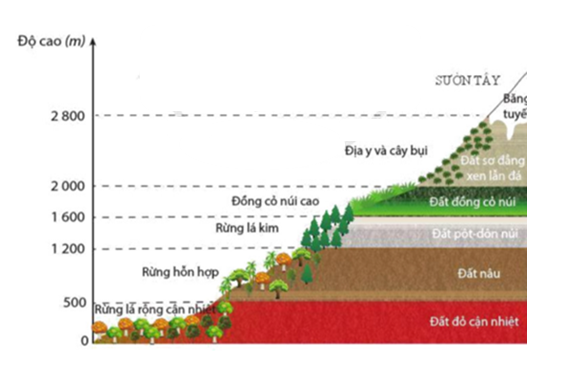 Độ cao (m)
SƯỜN TÂY
Băng
tuyế
2 800
Địa y và cây bụi
Đất sơ đẳng
xen lẫn đá
2 000
Đồng cỏ núi cao
Đất đồng cỏ núi
1 600
Rừng lá kim
Đất pốt-dôn núi
1 200
Rừng hỗn hợp
Đất nâu
500
Rừng lá rộng cận nhiệt
Đất đỏ cận nhiệt
0